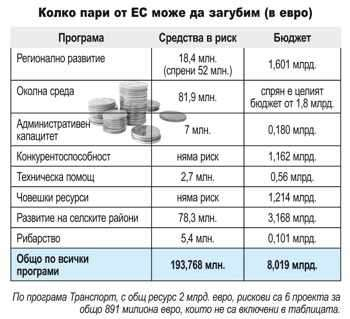 Колко пари от ЕС може да загубим (в евро)
Програма Средства в риск Бюджет
Регионално развитие 18,4 млн. (спрени 52 млн.) 1,601 млрд.
Околна среда 81,9 млн. спрян е целият бюджет от 1,8 млрд.
Административен капацитет 7 млн. 0,180 млрд.
Конкурентоспособност няма риск 1,162 млрд.
Техническа помощ 2,7 млн. 0,56 млрд.
Човешки ресурси няма риск 1,214 млрд.
Развитие на селските райони 78,3 млн. 3,168 млрд.
Рибарство 5,4 млн. 0,101 млрд.
Общо по всички програми 193,768 млн. 8,019 млрд.
По програма Транспорт, с общ ресурс 2 млрд. евро, рискови са 6 проекта за
общо 891 милиона евро, които не са включени в таблицата.